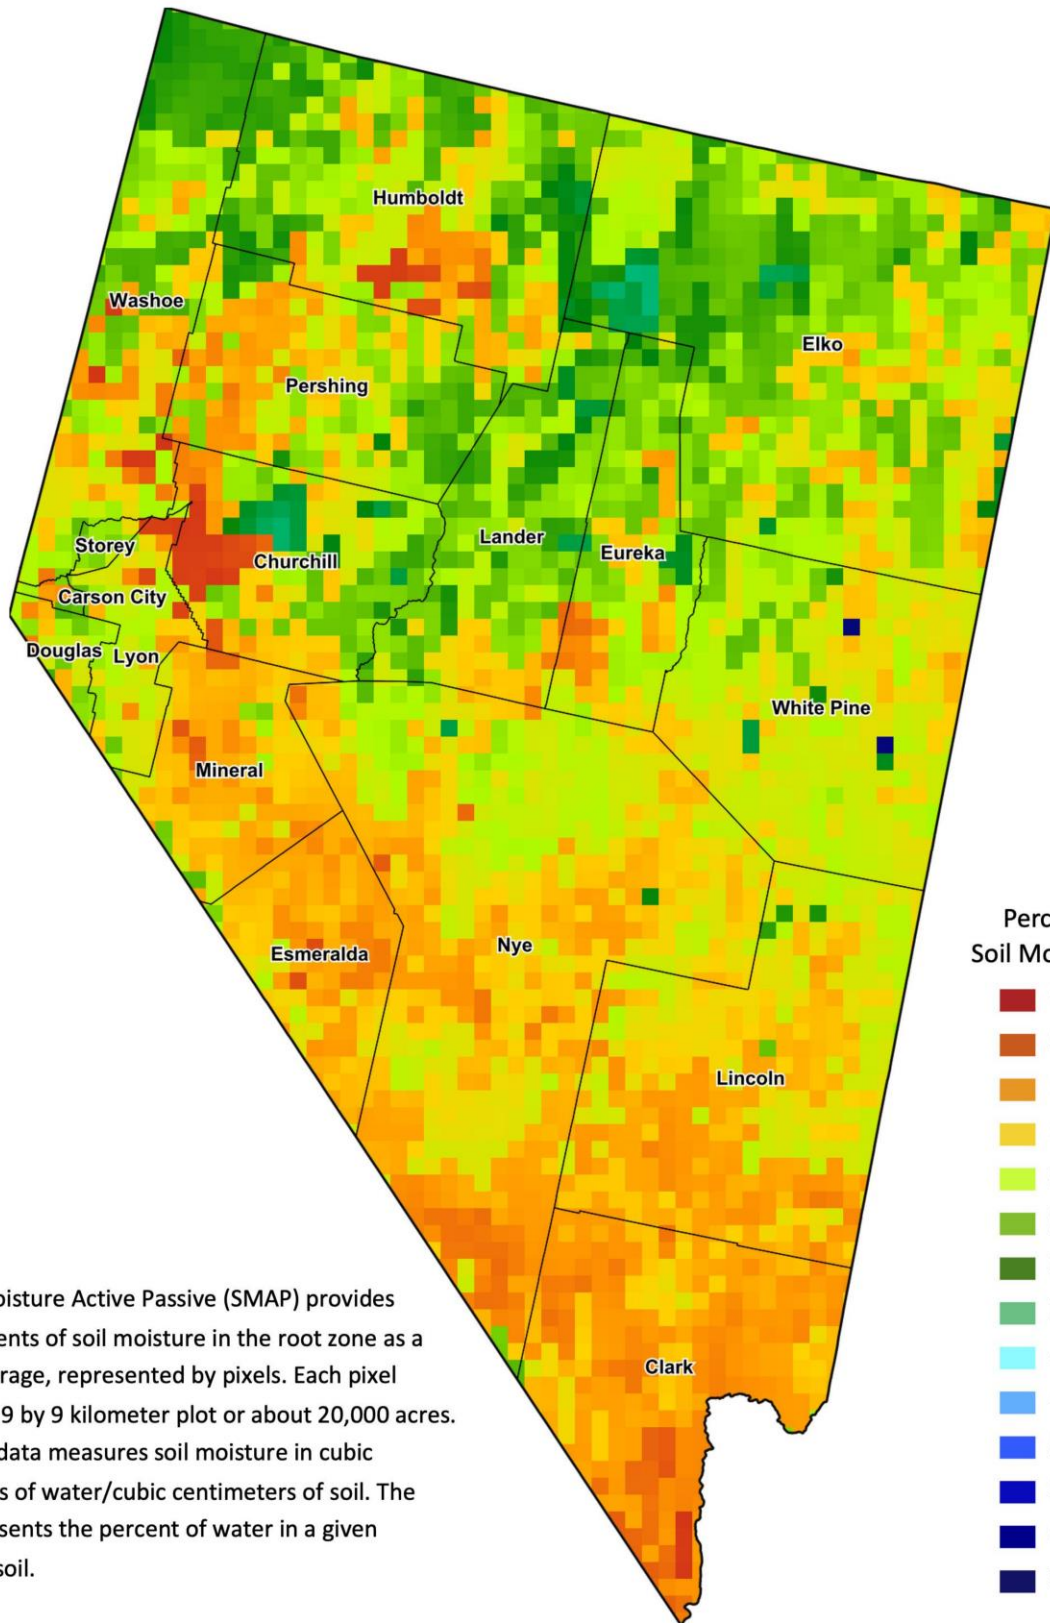 Humboldt
Washoe
Elko
Pershing
Lander
Storey
Eureka
Churchill
Carson City
Douglas
Lyon
White Pine
Mineral
Perc
Soil Mo
Nye
Esmeralda
Lincoln
oisture Active Passive (SMAP) provides
ents of soil moisture in the root zone as a
rage, represented by pixels. Each pixel
9 by 9 kilometer plot or about 20,000 acres.
data measures soil moisture in cubic
s of water/cubic centimeters of soil. The
sents the percent of water in a given
soil.
Clark